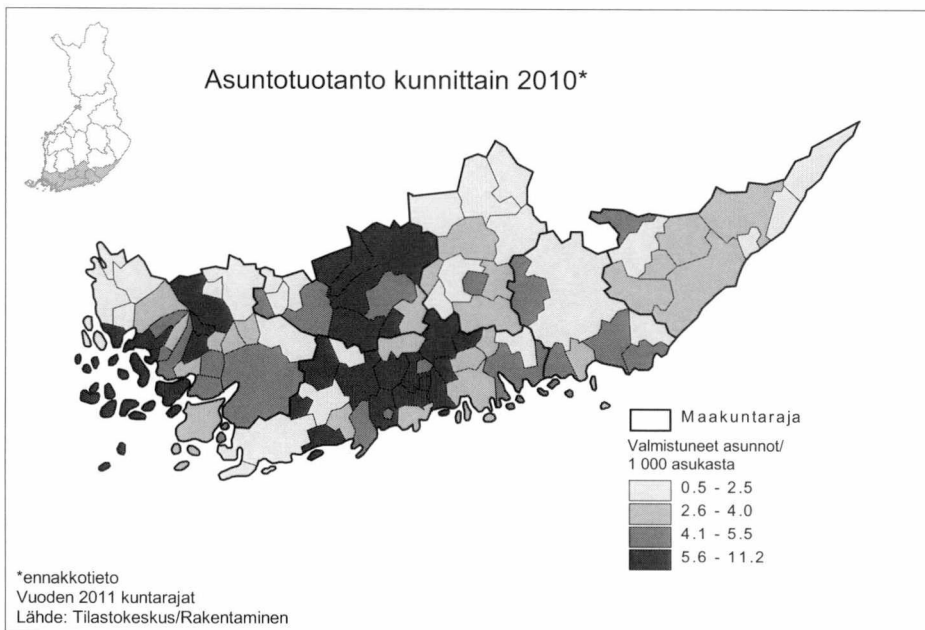 Asuntotuotanto kunnittain 2010*
Maakuntaraja
Valmistuneet asunnot/
1 000 asukasta
0.5 - 2.5
2.6 - 4.0
4.1 - 5.5
5.6 - 11.2
*ennakkotieto
Vuoden 2011 kuntarajat
Lähde: Tilastokeskus/Rakentaminen